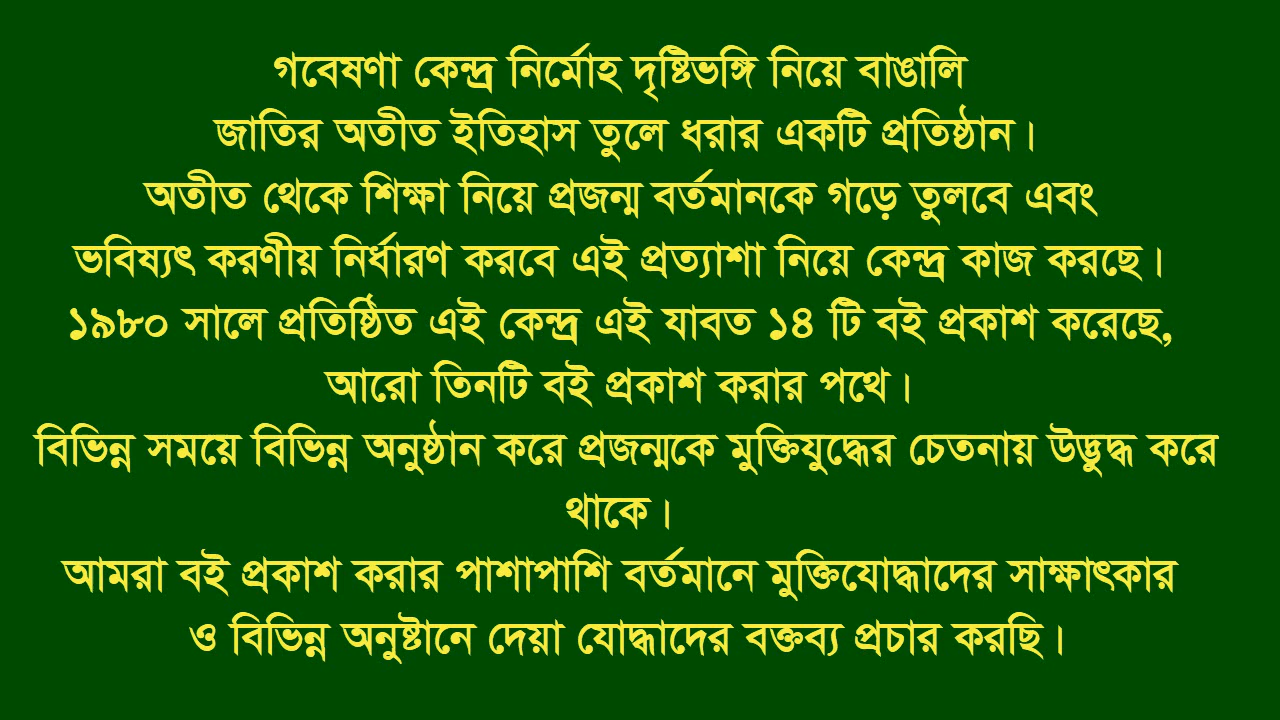 গবেষণা কেন্দ্র নির্মোহ দৃষ্টিভঙ্গি নিয়ে বাঙালি
জাতির অতীত ইতিহাস তুলে ধরার একটি প্রতিষ্ঠান।
অতীত থেকে শিক্ষা নিয়ে প্রজন্ম বর্তমানকে গড়ে তুলবে এবং
ভবিষ্যৎ করণীয় নির্ধারণ করবে এই প্রত্যাশা নিয়ে কেন্দ্র কাজ করছে।
১৯৮০ সালে প্রতিষ্ঠিত এই কেন্দ্র এই যাবত ১৪ টি বই প্রকাশ করেছে,
আরো তিনটি বই প্রকাশ করার পথে।
বিভিন্ন সময়ে বিভিন্ন অনুষ্ঠান করে প্রজন্মকে মুক্তিযুদ্ধের চেতনায় উদ্ভুদ্ধ করে
থাকে।
আমরা বই প্রকাশ করার পাশাপাশি বর্তমানে মুক্তিযোদ্ধাদের সাক্ষাৎকার
ও বিভিন্ন অনুষ্টানে দেয়া যোদ্ধাদের বক্তব্য প্রচার করছি।